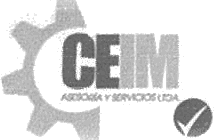 CEIM
ASESORÍA Y SERVICIOS LTDA.